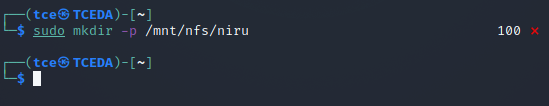 ┌──(tce㉿TCEDA)-[~]
└─$ sudo mkdir -p /mnt/nfs/niru 100 ⨯
┌──(tce㉿TCEDA)-[~]
└─$